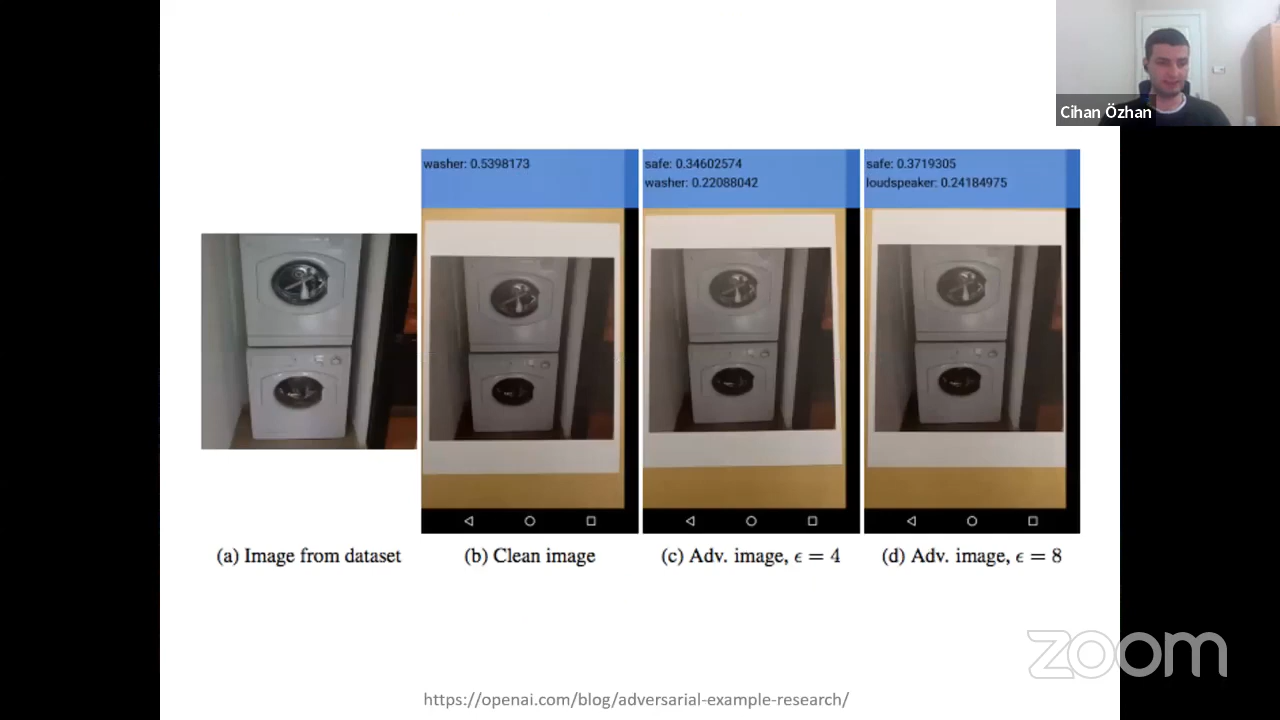 Cihan Özhan
washer: 0.5398173
safe: 0.34602574
washer: 0.22088042
safe: 0.3719305
loudspeaker: 0.24184975
(a) Image from dataset
(b) Clean image
(c) Adv. image, ϵ = 4
(d) Adv. image, ϵ = 8
zoom
https://openai.com/blog/adversarial-example-research/